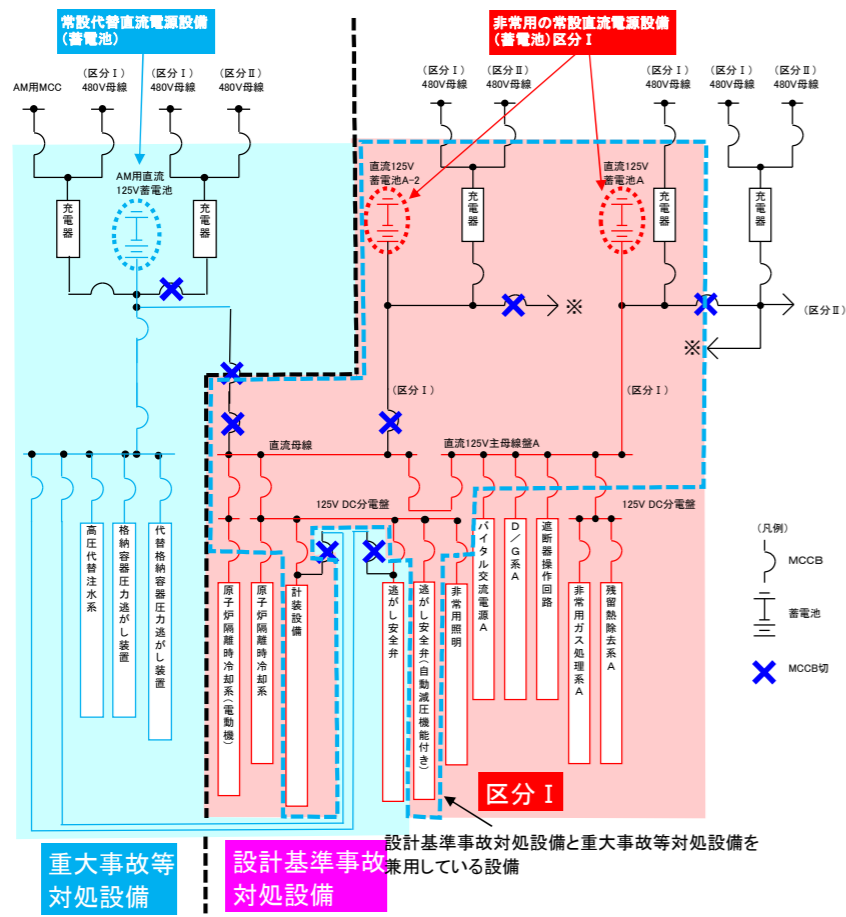 常設代替直流電源設備
(蓄電池)
非常用の常設直流電源設備
(蓄電池)区分Ⅰ
AM用MCC
(区分Ⅰ)
480V母線
(区分Ⅰ)
480V母線
(区分Ⅱ)
480V母線
(区分Ⅰ)
480V母線
(区分Ⅱ)
480V母線
(区分Ⅰ)
480V母線
(区分Ⅰ)
480V母線
(区分Ⅱ)
480V母線
AM用直流
125V蓄電池
直流125V
蓄電池A-2
直流125V
蓄電池A
充電器
充電器
充電器
充電器
充電器
※
(区分Ⅱ)
※
(区分Ⅰ)
(区分Ⅰ)
直流母線
直流125V主母線盤A
125V DC分電盤
125V DC分電盤
高圧代替注水系
格納容器圧力逃がし装置
代替格納容器圧力逃がし装置
原子炉隔離時冷却系(電動機)
原子炉隔離時冷却系
計装設備
逃がし安全弁
逃がし安全弁(自動減圧機能付き)
非常用照明
バイタル交流電源A
D/G系A
遮断器操作回路
非常用ガス処理系A
残留熱除去系A
(凡例)
MCCB
蓄電池
MCCB切
区分Ⅰ
設計基準事故対処設備と重大事故等対処設備を
兼用している設備
重大事故等
対処設備
設計基準事故
対処設備